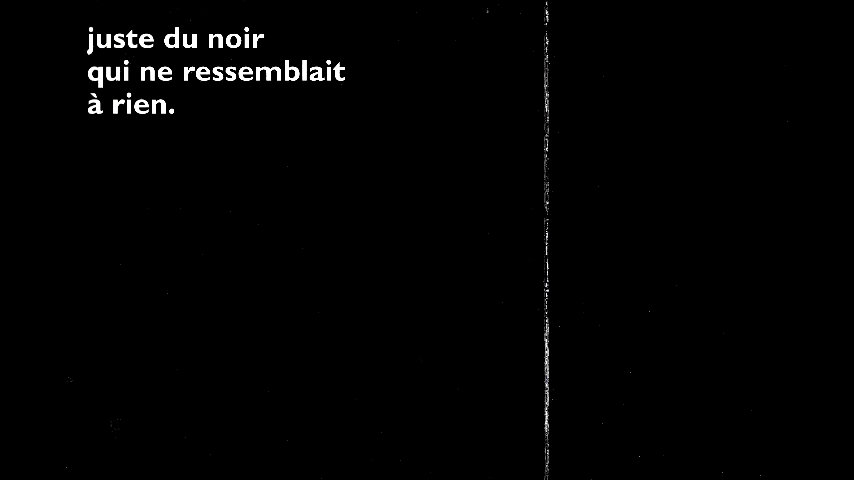 juste du noir
qui ne ressemblait
à rien.